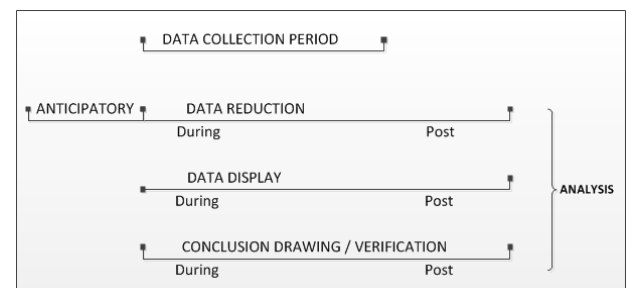 DATA COLLECTION PERIOD
ANTICIPATORY DATA REDUCTION
During Post
DATA DISPLAY
During Post
ANALYSIS
CONCLUSION DRAWING / VERIFICATION
During Post